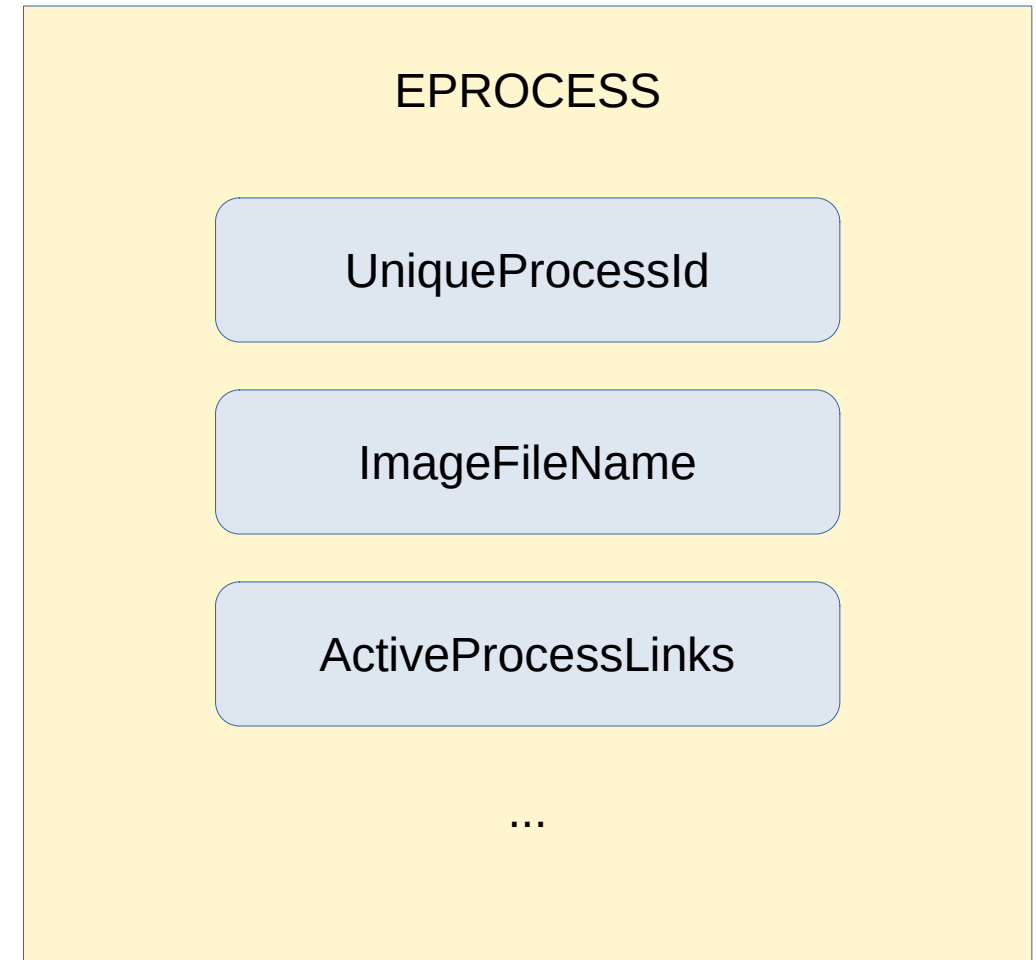 EPROCESS
UniqueProcessId
ImageFileName
ActiveProcessLinks
...